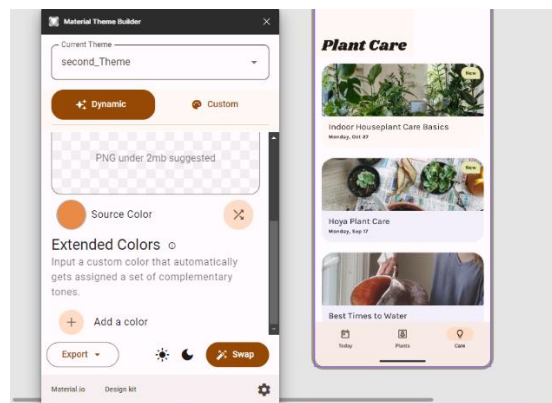 Material Theme Builder
Current Theme
second_Theme
Dynamic
Custom
PNG under 2mb suggested
Source Color
Extended Colors
Input a custom color that automatically
gets assigned a set of complementary
tones.
Add a color
Export
Swap
Material.io
Design kit
Plant Care
New
Indoor Houseplant Care Basics
Monday, Oct 27
New
Hoya Plant Care
Monday, Sep 17
Best Times to Water
Today
Plants
Care